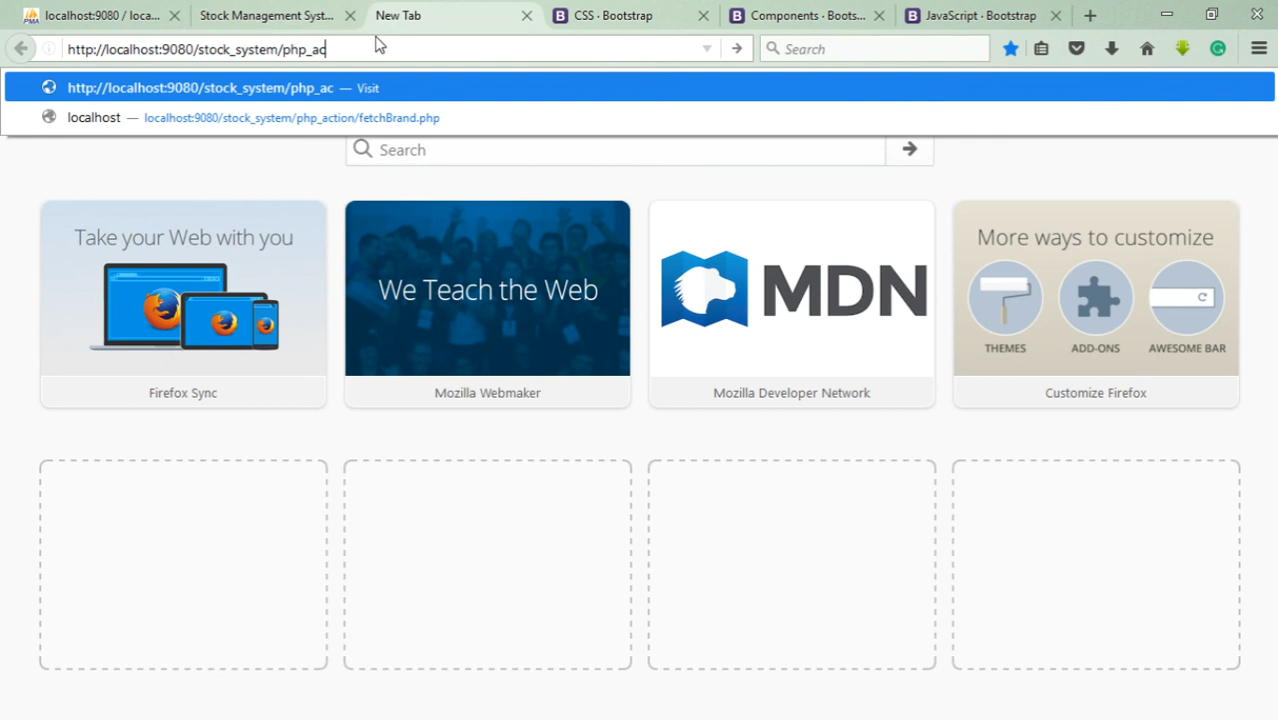 localhost:9080 / loca...
Stock Management Syst...
New Tab
CSS · Bootstrap
Components · Boots...
JavaScript · Bootstrap
http://localhost:9080/stock_system/php_ac
Search
http://localhost:9080/stock_system/php_ac — Visit
localhost — localhost:9080/stock_system/php_action/fetchBrand.php
Search
Take your Web with you
Firefox Sync
We Teach the Web
Mozilla Webmaker
MDN
Mozilla Developer Network
More ways to customize
THEMES
ADD-ONS
AWESOME BAR
Customize Firefox